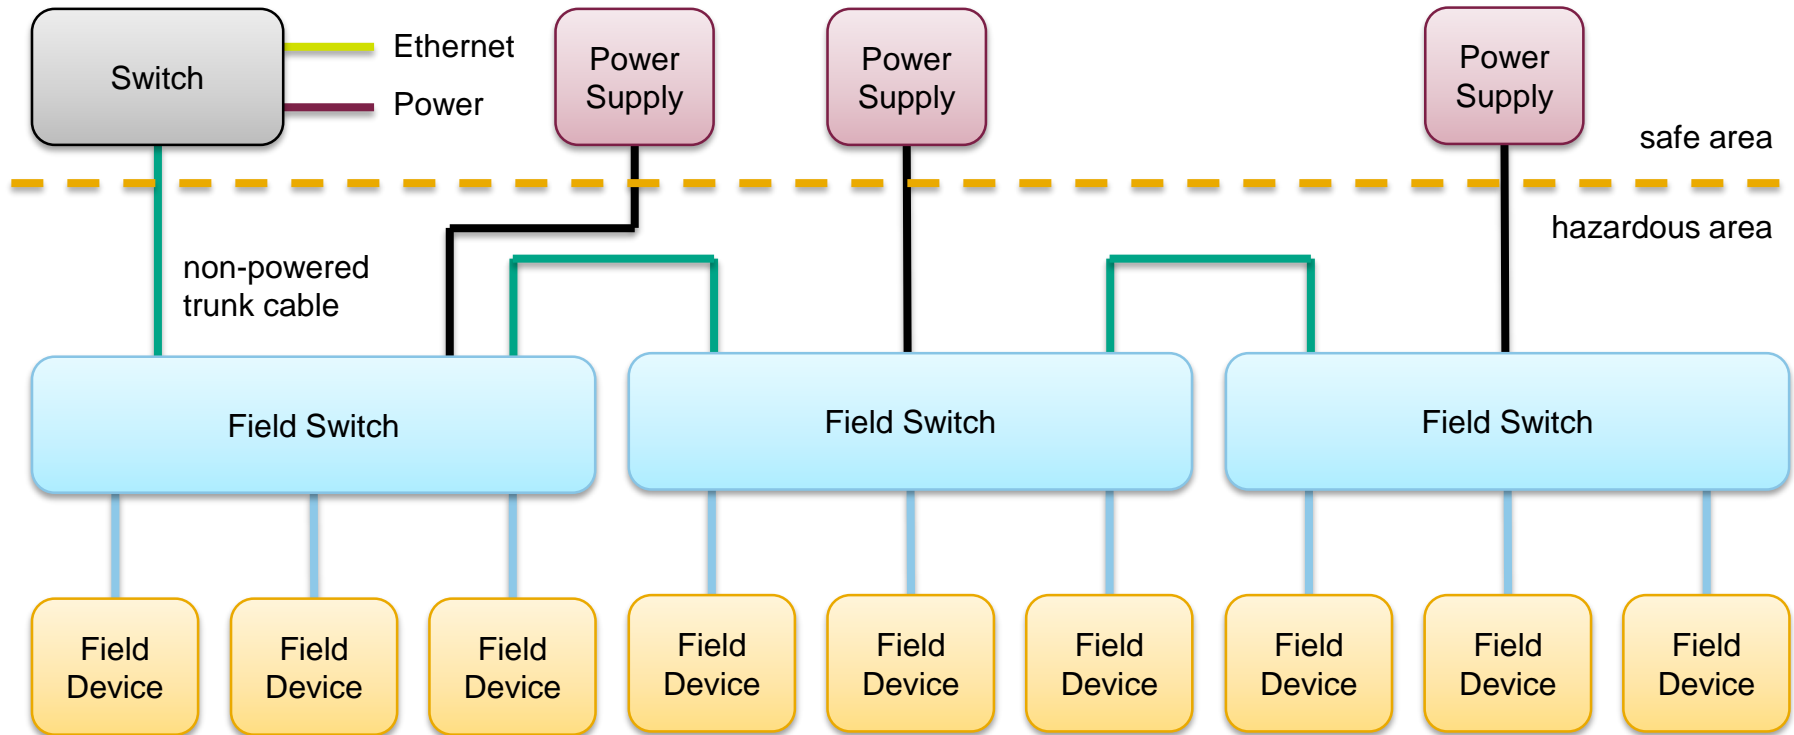 Switch
Ethernet
Power
Power
Supply
Power
Supply
Power
Supply
safe area
hazardous area
non-powered
trunk cable
Field Switch
Field Switch
Field Switch
Field
Device
Field
Device
Field
Device
Field
Device
Field
Device
Field
Device
Field
Device
Field
Device
Field
Device